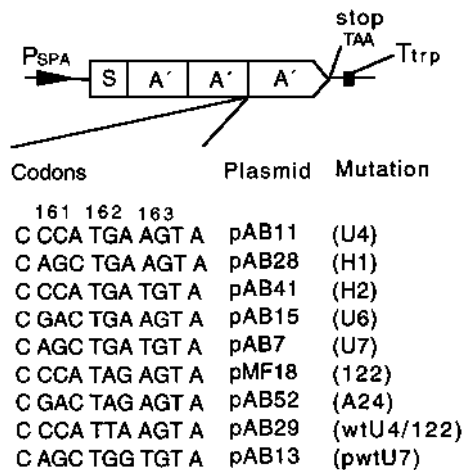 stop
TAA
PSPA
Ttrp
S A´ A´ A´
Codons Plasmid Mutation
161 162 163
C CCA TGA AGT A pAB11 (U4)
C AGC TGA AGT A pAB28 (H1)
C CCA TGA TGT A pAB41 (H2)
C GAC TGA AGT A pAB15 (U6)
C AGC TGA TGT A pAB7 (U7)
C CCA TAG AGT A pMF18 (122)
C GAC TAG AGT A pAB52 (A24)
C CCA TTA AGT A pAB29 (wtU4/122)
C AGC TGG TGT A pAB13 (pwtU7)